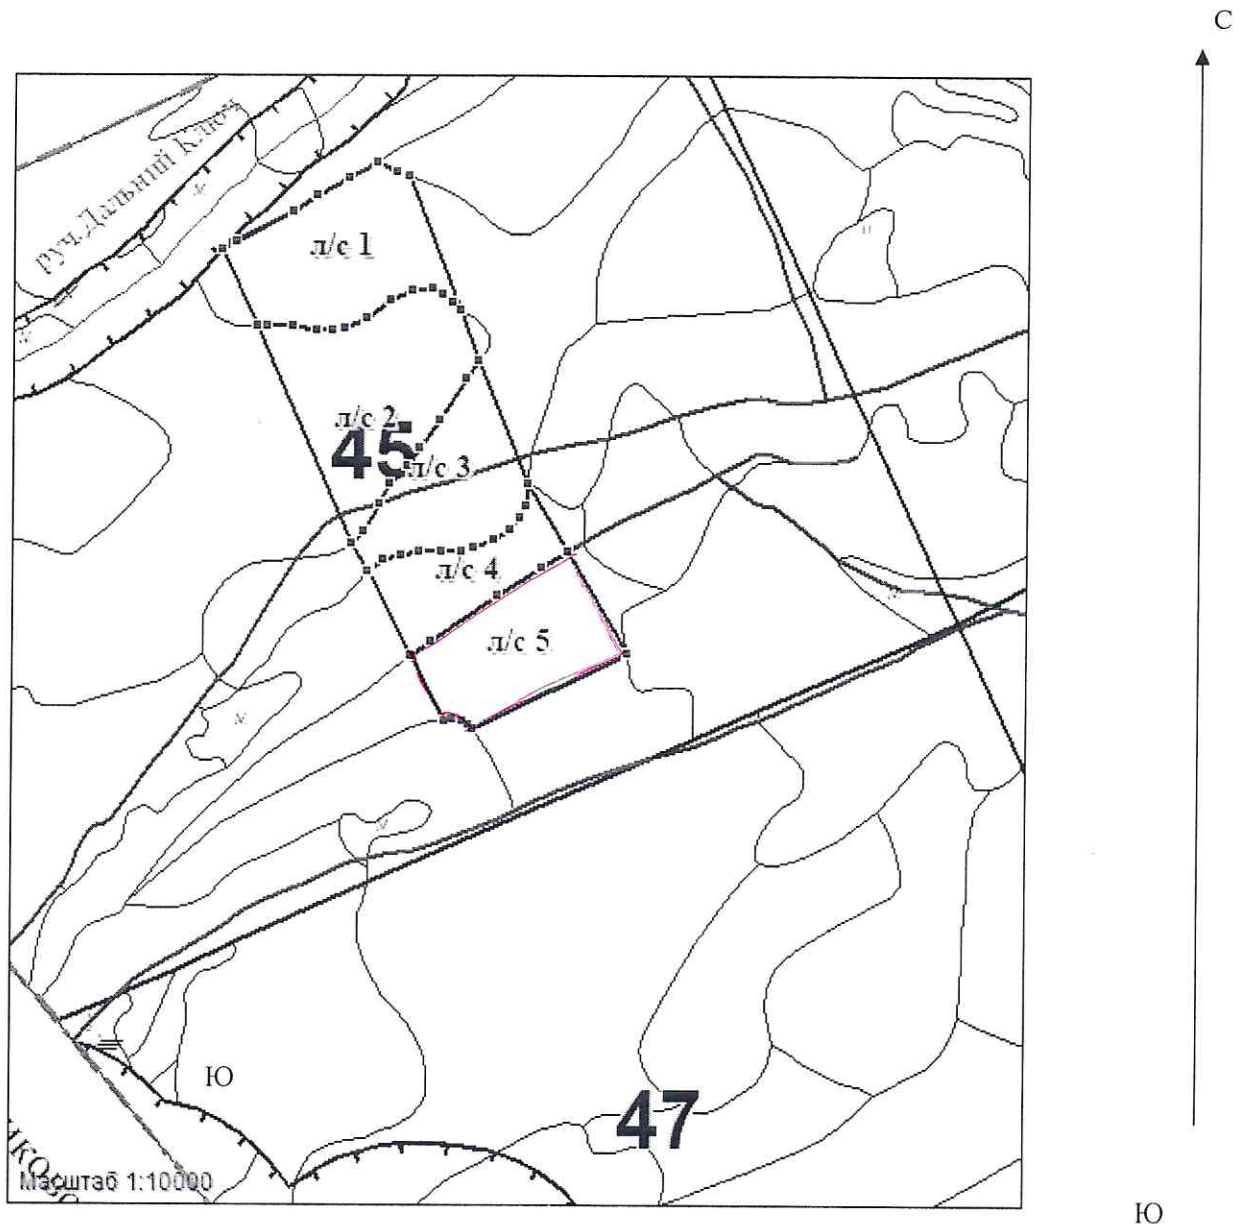 С
руч.Дальний Ключ
л/с 1
л/с 2
45
л/с 3
л/с 4
л/с 5
Ю
47
Масштаб 1:10000
Ю